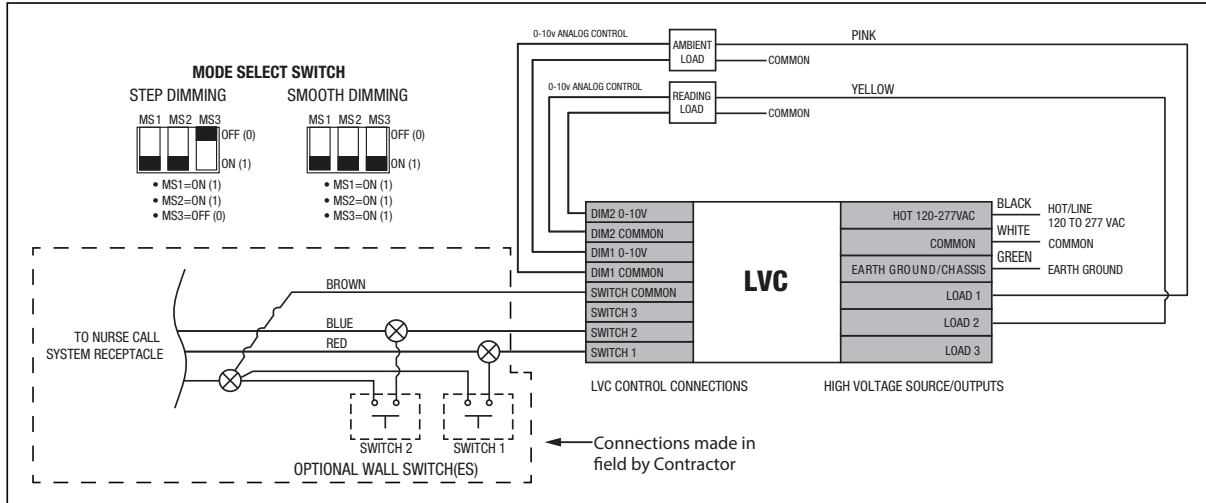 MODE SELECT SWITCH
STEP DIMMING
MS1 MS2 MS3
OFF (0)
ON (1)
• MS1=ON (1)
• MS2=ON (1)
• MS3=OFF (0)
SMOOTH DIMMING
MS1 MS2 MS3
OFF (0)
ON (1)
• MS1=ON (1)
• MS2=ON (1)
• MS3=ON (1)
0-10v ANALOG CONTROL
AMBIENT
LOAD
PINK
COMMON
0-10v ANALOG CONTROL
READING
LOAD
YELLOW
COMMON
DIM2 0-10V
DIM2 COMMON
DIM1 0-10V
DIM1 COMMON
SWITCH COMMON
SWITCH 3
SWITCH 2
SWITCH 1
LVC CONTROL CONNECTIONS
LVC
HOT 120-277VAC
COMMON
EARTH GROUND/CHASSIS
LOAD 1
LOAD 2
LOAD 3
HIGH VOLTAGE SOURCE/OUTPUTS
BLACK
HOT/LINE
120 TO 277 VAC
WHITE
COMMON
GREEN
EARTH GROUND
BROWN
BLUE
RED
TO NURSE CALL
SYSTEM RECEPTACLE
SWITCH 2
SWITCH 1
OPTIONAL WALL SWITCH(ES)
Connections made in
field by Contractor